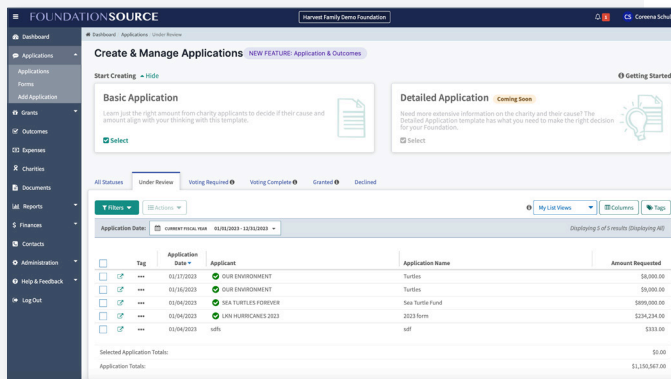 FOUNDATIONSOURCE
Harvest Family Demo Foundation
CS Coreena Schul
Dashboard
Applications
Applications
Forms
Add Application
Grants
Outcomes
Expenses
Charities
Documents
Reports
Finances
Contacts
Administration
Help & Feedback
Log Out
Dashboard Applications Under Review
Create & Manage Applications NEW FEATURE: Application & Outcomes
Start Creating Hide
Getting Started
Basic Application
Learn just the right amount from charity applicants to decide if their cause and
amount align with your thinking with this template.
Select
Detailed Application Coming Soon
Need more extensive information on the charity and their cause? The
Detailed Application template has what you need to make the right decision
for your Foundation.
Select
All Statuses Under Review Voting Required Voting Complete Granted Declined
Filters Actions My List Views Columns Tags
Application Date: CURRENT FISCAL YEAR 01/01/2023 - 12/31/2023 Displaying 5 of 5 results (Displaying All)
Tag Application Date Applicant Application Name Amount Requested
01/17/2023 OUR ENVIRONMENT Turtles $8,000.00
01/16/2023 OUR ENVIRONMENT Turtles $9,000.00
01/04/2023 SEA TURTLES FOREVER Sea Turtle Fund $899,000.00
01/04/2023 LKN HURRICANES 2023 2023 form $234,234.00
01/04/2023 sdfs sdf $333.00
Selected Application Totals: $0.00
Application Totals: $1,150,567.00